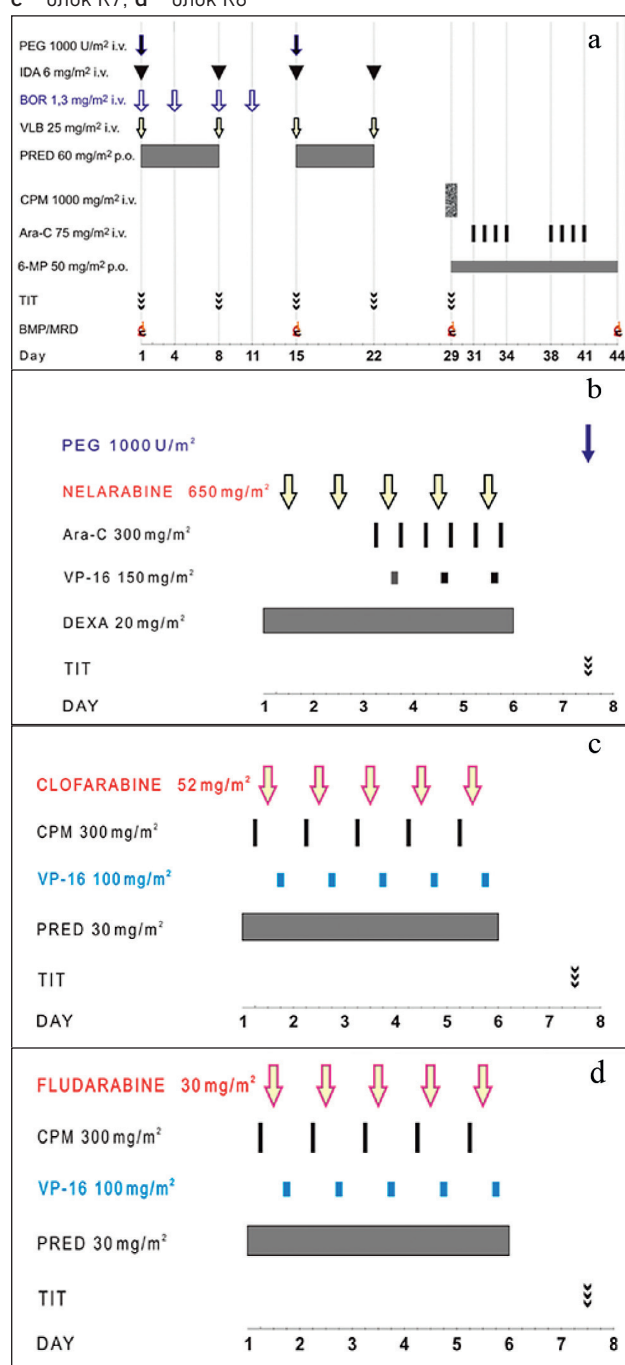 c – блок R7; d – блок R8
a
PEG 1000 U/m² i.v.
IDA 6 mg/m² i.v.
BOR 1,3 mg/m² i.v.
VLB 25 mg/m² i.v.
PRED 60 mg/m² p.o.
CPM 1000 mg/m² i.v.
Ara-C 75 mg/m² i.v.
6-MP 50 mg/m² p.o.
TIT
BMP/MRD
Day 1 4 8 11 15 22 29 31 34 38 41 44
b
PEG 1000 U/m²
NELARABINE 650 mg/m²
Ara-C 300 mg/m²
VP-16 150 mg/m²
DEXA 20 mg/m²
TIT
DAY 1 2 3 4 5 6 7 8
c
CLOFARABINE 52 mg/m²
CPM 300 mg/m²
VP-16 100 mg/m²
PRED 30 mg/m²
TIT
DAY 1 2 3 4 5 6 7 8
d
FLUDARABINE 30 mg/m²
CPM 300 mg/m²
VP-16 100 mg/m²
PRED 30 mg/m²
TIT
DAY 1 2 3 4 5 6 7 8